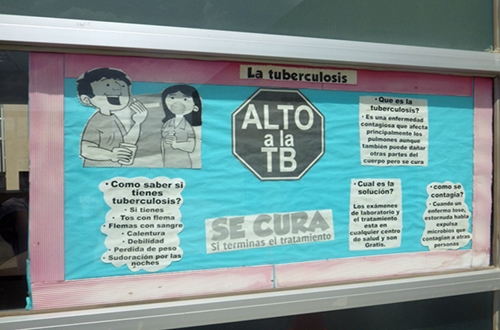 La tuberculosis
ALTO
a la
TB
· Que es la
tuberculosis?
· Es una enfermedad
contagiosa que afecta
principalmente los
pulmones aunque
también puede dañar
otras partes del
cuerpo pero se cura
· Como saber si
tienes
tuberculosis?
· Si tienes
· Tos con flema
· Flemas con sangre
· Calentura
· Debilidad
· Perdida de peso
· Sudoración por las
noches
SE CURA
Si terminas el tratamiento
· Cual es la
solución?
Los exámenes
de laboratorio y el
tratamiento
esta en
cualquier centro
de salud y son
Gratis.
· como se
contagia?
· Cuando un
enfermo tose,
estornuda habla
expulsa
microbios que
contagian a otras
personas